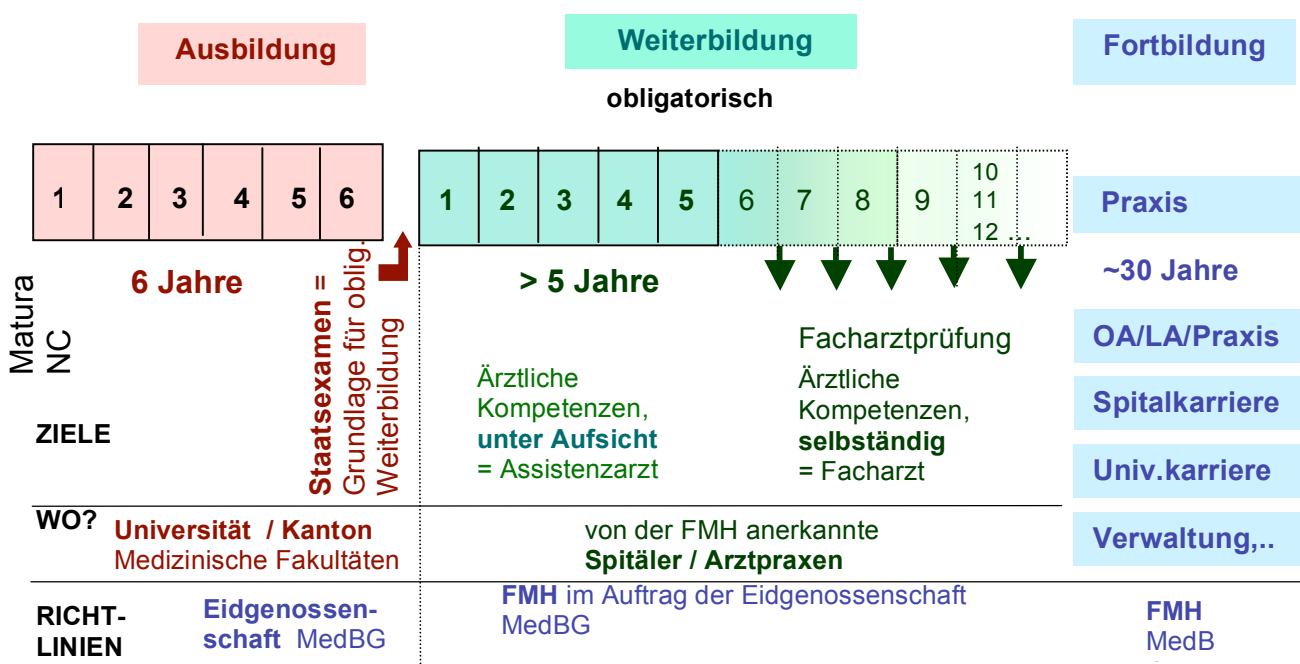 Ausbildung
Weiterbildung
Fortbildung
obligatorisch
1 2 3 4 5 6
1 2 3 4 5 6 7 8 9
10
11
12 ...
Praxis
6 Jahre
> 5 Jahre
~30 Jahre
Matura
NC
Staatsexamen =
Grundlage für oblig.
Weiterbildung
Facharztprüfung
OA/LA/Praxis
Ärztliche
Kompetenzen,
unter Aufsicht
= Assistenzarzt
Ärztliche
Kompetenzen,
selbständig
= Facharzt
Spitalkarriere
ZIELE
Univ.karriere
WO?
Universität / Kanton
Medizinische Fakultäten
von der FMH anerkannte
Spitäler / Arztpraxen
Verwaltung,..
RICHT-
LINIEN
Eidgenossen-
schaft MedBG
FMH im Auftrag der Eidgenossenschaft
MedBG
FMH
MedB